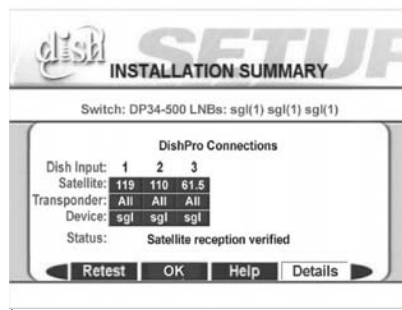 dish
SETUP
INSTALLATION SUMMARY
Switch: DP34-500 LNBs: sgl(1) sgl(1) sgl(1)
DishPro Connections
Dish Input: 1 2 3
Satellite: 119 110 61.5
Transponder: All All All
Device: sgl sgl sgl
Status: Satellite reception verified
Retest OK Help Details